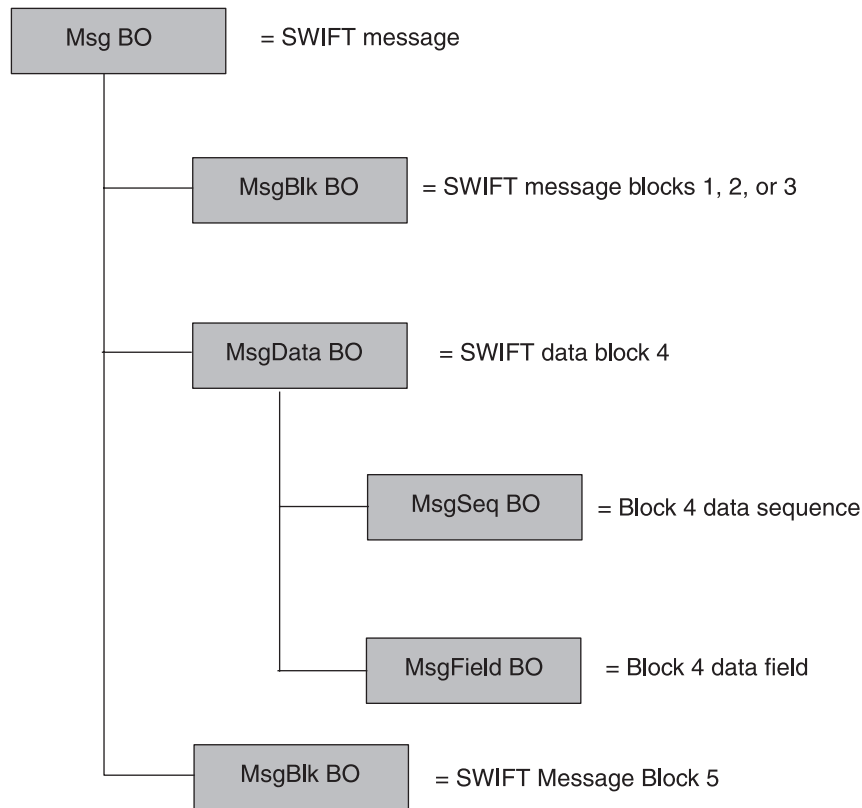 Msg BO = SWIFT message
MsgBlk BO = SWIFT message blocks 1, 2, or 3
MsgData BO = SWIFT data block 4
MsgSeq BO = Block 4 data sequence
MsgField BO = Block 4 data field
MsgBlk BO = SWIFT Message Block 5